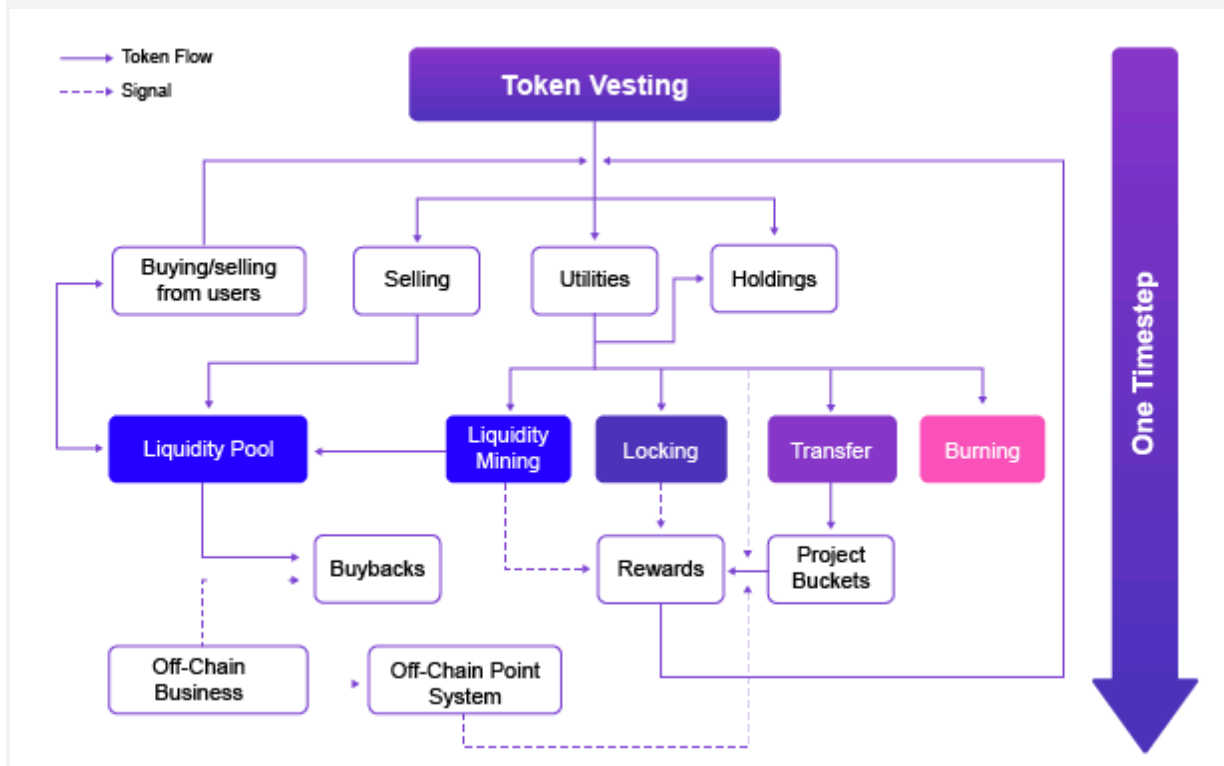 Token Flow
Signal
Token Vesting
Buying/selling
from users
Selling
Utilities
Holdings
One Timestep
Liquidity Pool
Liquidity
Mining
Locking
Transfer
Burning
Buybacks
Rewards
Project
Buckets
Off-Chain
Business
Off-Chain Point
System